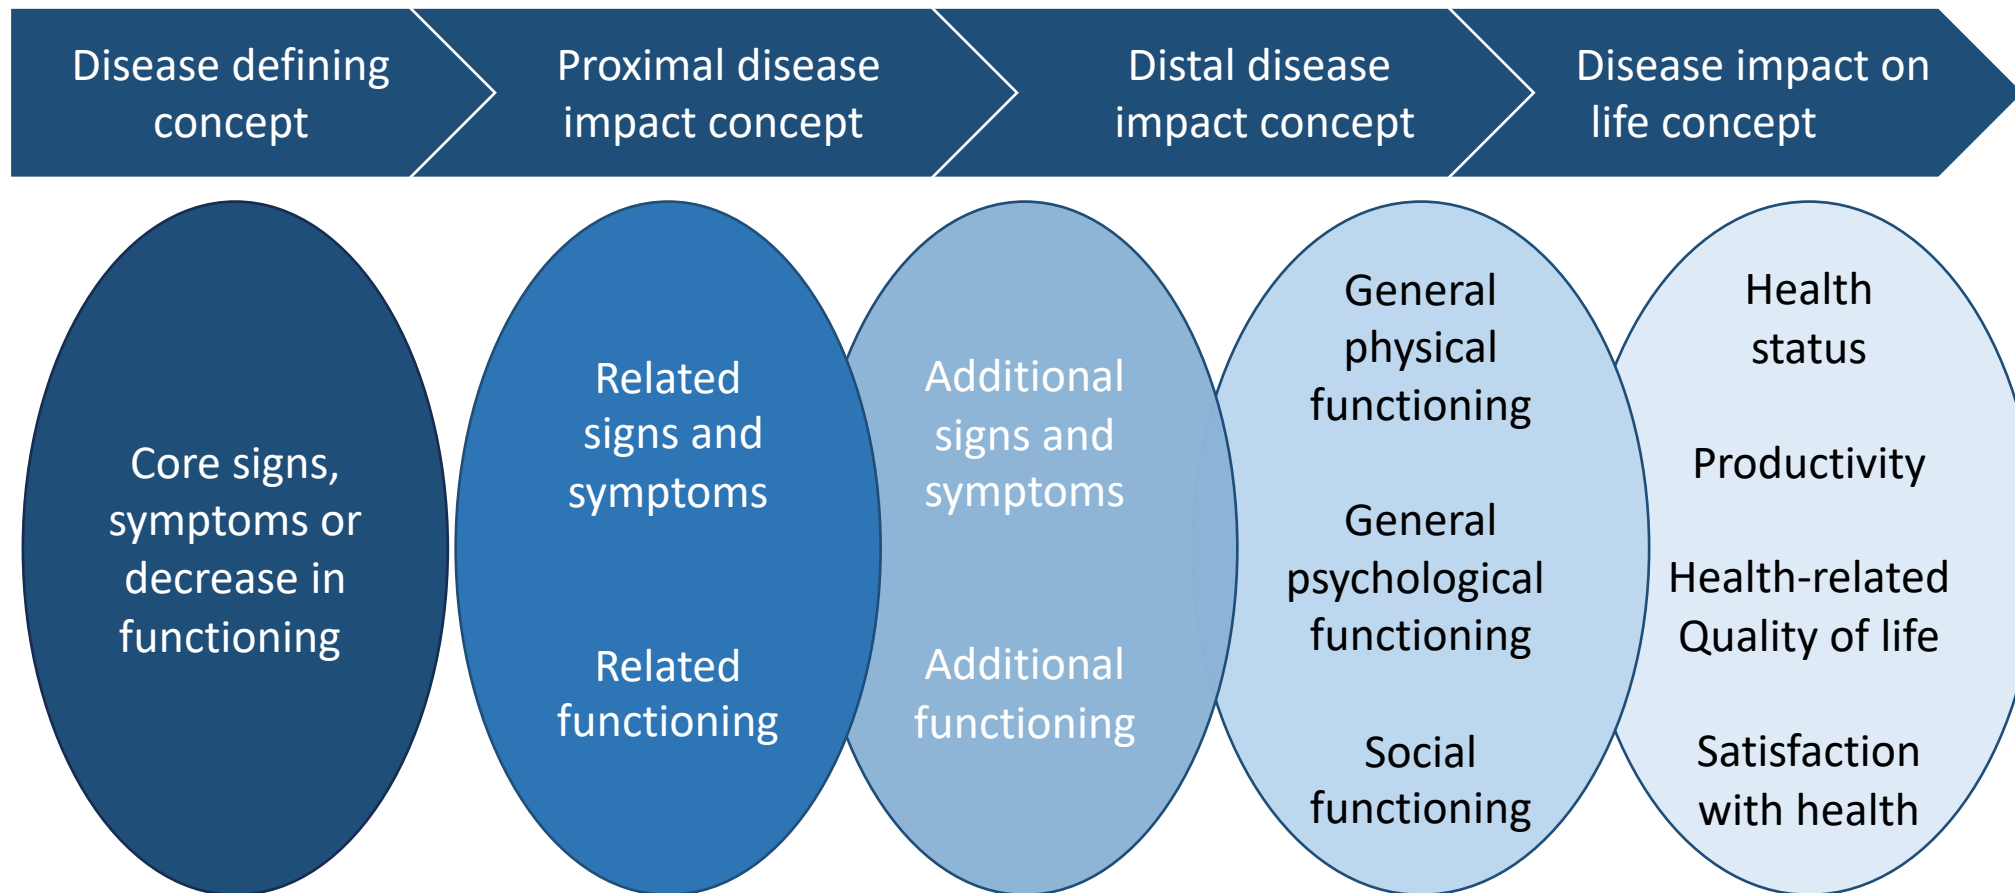 Disease defining
concept
Proximal disease
impact concept
Distal disease
impact concept
Disease impact on
life concept
Core signs,
symptoms or
decrease in
functioning
Related
signs and
symptoms
Related
functioning
Additional
signs and
symptoms
Additional
functioning
General
physical
functioning
General
psychological
functioning
Social
functioning
Health
status
Productivity
Health-related
Quality of life
Satisfaction
with health